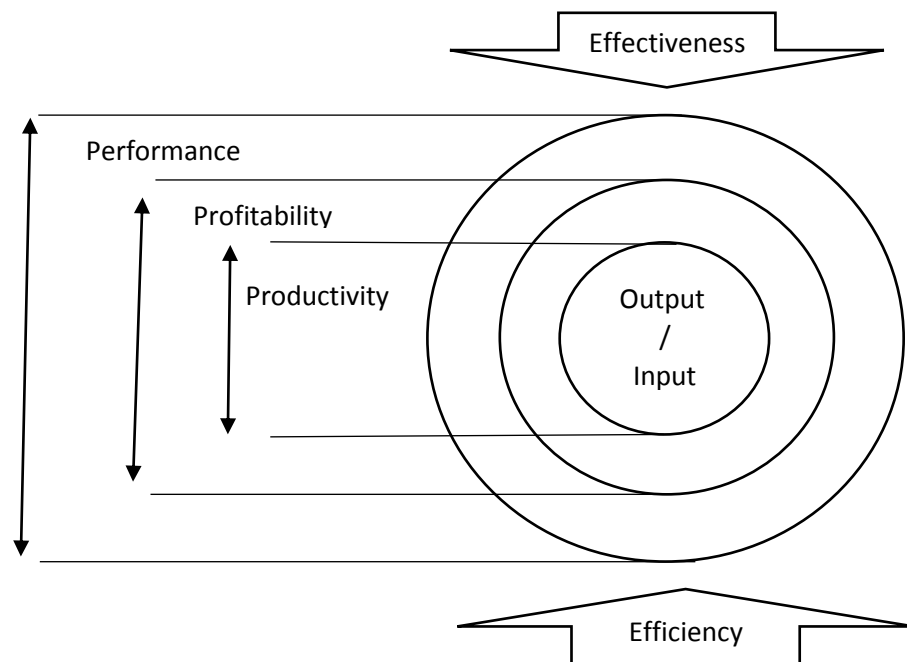 Effectiveness
Performance
Profitability
Productivity
Output
/
Input
Efficiency